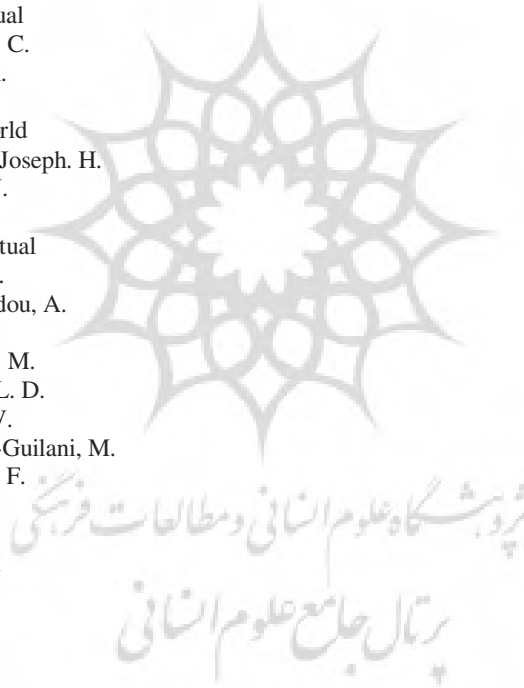 ual
C.
rld
Joseph. H.
tual
dou, A.
M.
L. D.
V.
-Guilani, M.
F.
پژوهشگاه علوم انسانی و مطالعات فرهنگی
پرتال جامع علوم انسانی